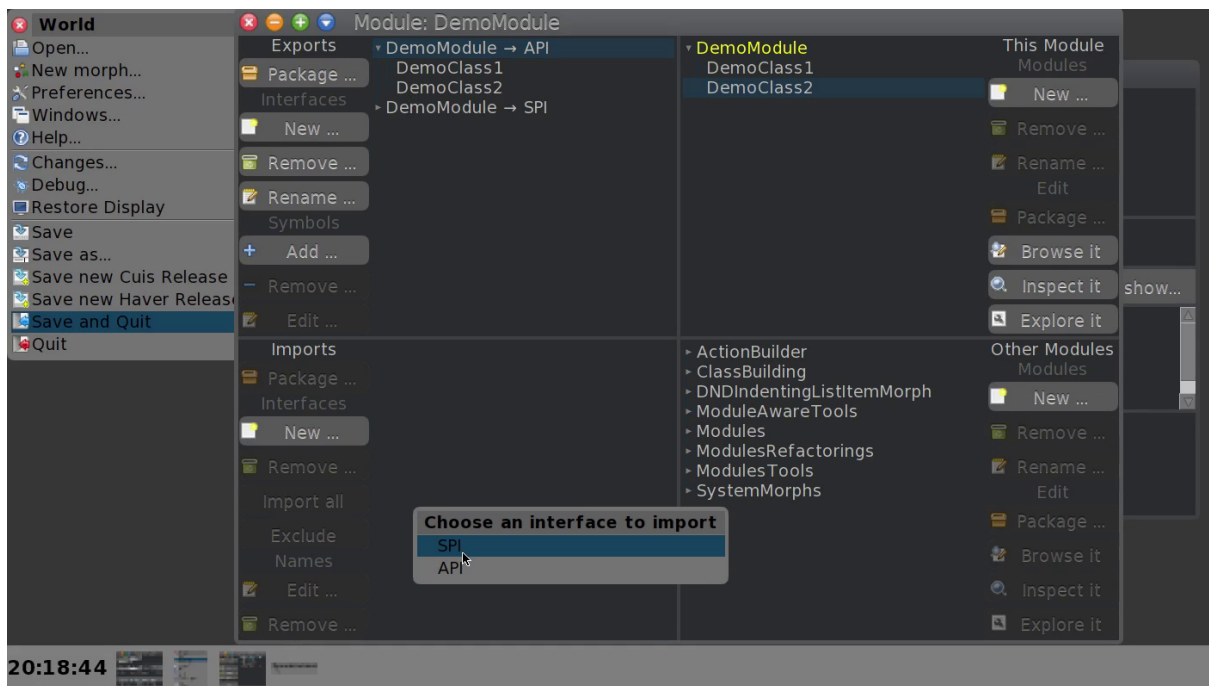 World
Open...
New morph...
Preferences...
Windows...
Help...
Changes...
Debug...
Restore Display
Save
Save as...
Save new Cuis Release
Save new Haver Release
Save and Quit
Quit
Module: DemoModule
Exports
Package ...
Interfaces
New ...
Remove ...
Rename ...
Symbols
Add ...
Remove ...
Edit ...
DemoModule → API
DemoClass1
DemoClass2
DemoModule → SPI
DemoModule
DemoClass1
DemoClass2
This Module
Modules
New ...
Remove ...
Rename ...
Edit
Package ...
Browse it
Inspect it
Explore it
show...
Imports
Package ...
Interfaces
New ...
Remove ...
Import all
Exclude
Names
Edit ...
Remove ...
Choose an interface to import
SPI
API
ActionBuilder
ClassBuilding
DNDIndentingListItemMorph
ModuleAwareTools
Modules
ModulesRefactorings
ModulesTools
SystemMorphs
Other Modules
Modules
New ...
Remove ...
Rename ...
Edit
Package ...
Browse it
Inspect it
Explore it
20:18:44